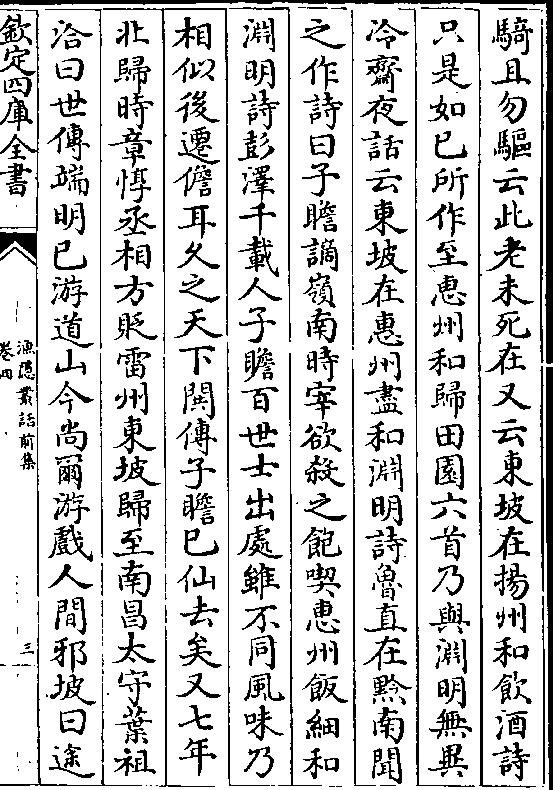 騎且勿驅云此老未死在又云東坡在揚州和飲酒詩
只是如已所作至惠州和歸田園六首乃與淵明無異
冷齋夜話云東坡在惠州盡和淵明詩魯直在黔南聞
之作詩曰子瞻謫嶺南時宰欲殺之飽喫惠州飯細和
淵明詩彭澤千載人子瞻百世士出處雖不同風味乃
相似後遷儋耳久之天下閧傳子瞻已仙去矣又七年
北歸時章惇丞相方貶雷州東坡歸至南昌太守葉祖
洽曰世傳端明已游道山今尚爾游戲人間邪坡曰途
欽定四庫全書
漁隱叢話前集
卷四
三